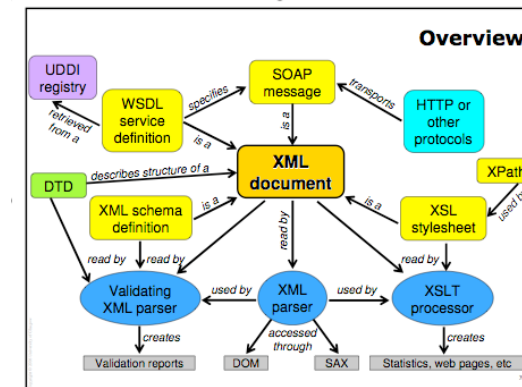 Overview
UDDI
registry
WSDL
service
definition
specifies
SOAP
message
transports
HTTP or
other
protocols
retrieved
from a
is a
is a
XML
document
XPath
used by
DTD
describes structure of a
XML schema
definition
is a
is a
XSL
stylesheet
read by
read by
read by
read by
read by
Validating
XML parser
used by
XML
parser
used by
XSLT
processor
creates
accessed
through
creates
Validation reports
DOM
SAX
Statistics, web pages, etc